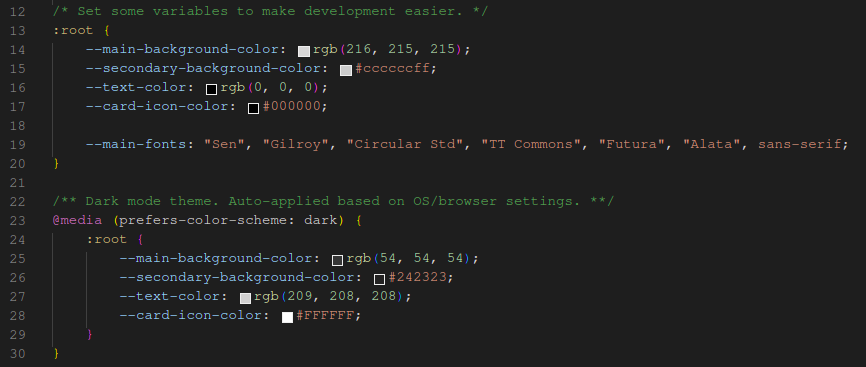 12 /* Set some variables to make development easier. */
13 :root {
14 --main-background-color: rgb(216, 215, 215);
15 --secondary-background-color: #ccccccff;
16 --text-color: rgb(0, 0, 0);
17 --card-icon-color: #000000;
18
19 --main-fonts: "Sen", "Gilroy", "Circular Std", "TT Commons", "Futura", "Alata", sans-serif;
20 }
21
22 /** Dark mode theme. Auto-applied based on OS/browser settings. **/
23 @media (prefers-color-scheme: dark) {
24 :root {
25 --main-background-color: rgb(54, 54, 54);
26 --secondary-background-color: #242323;
27 --text-color: rgb(209, 208, 208);
28 --card-icon-color: #FFFFFF;
29 }
30 }